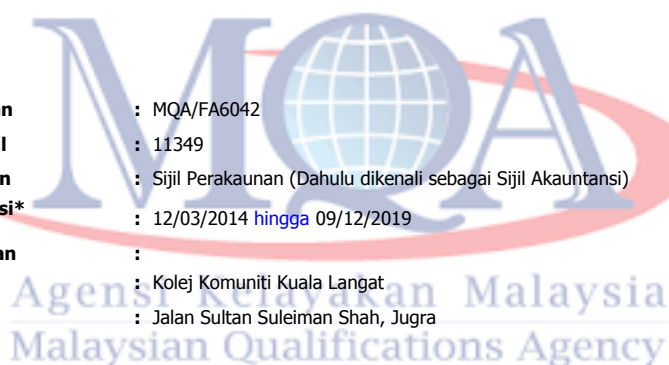 MQA
an : MQA/FA6042
l : 11349
n : Sijil Perakaunan (Dahulu dikenali sebagai Sijil Akauntansi)
si* : 12/03/2014 hingga 09/12/2019
an :
: Kolej Komuniti Kuala Langat
: Jalan Sultan Suleiman Shah, Jugra
Agensi Kelayakan Malaysia
Malaysian Qualifications Agency